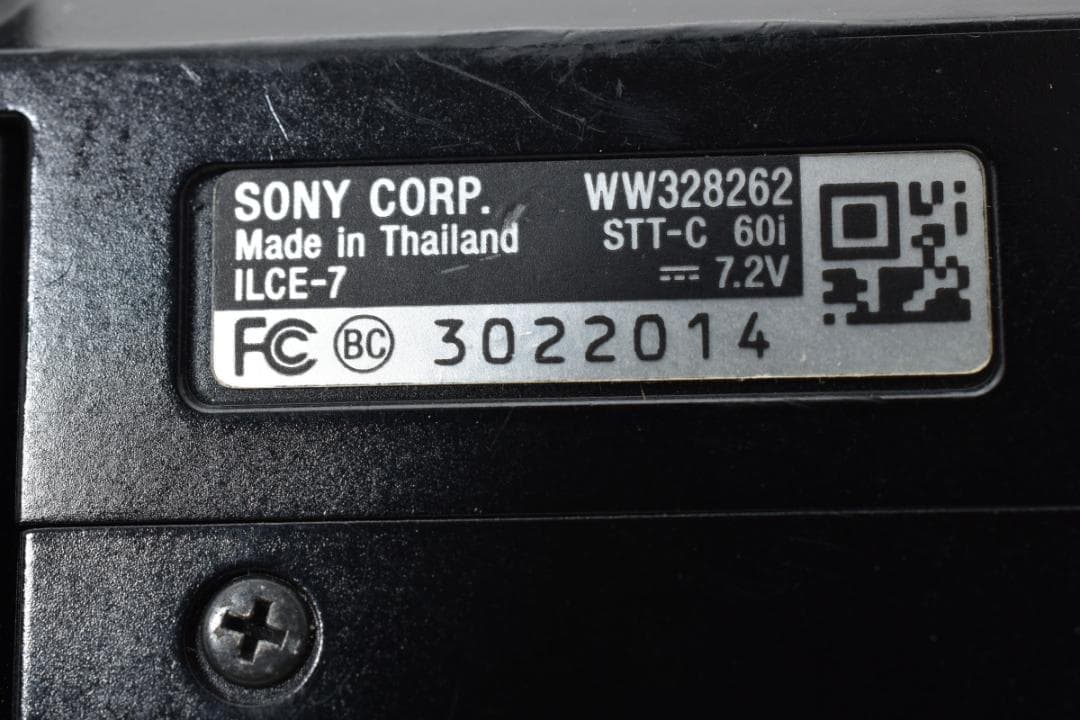 SONY CORP. WW328262
Made in Thailand STT-C 60i
ILCE-7 7.2V
FC BC 3022014